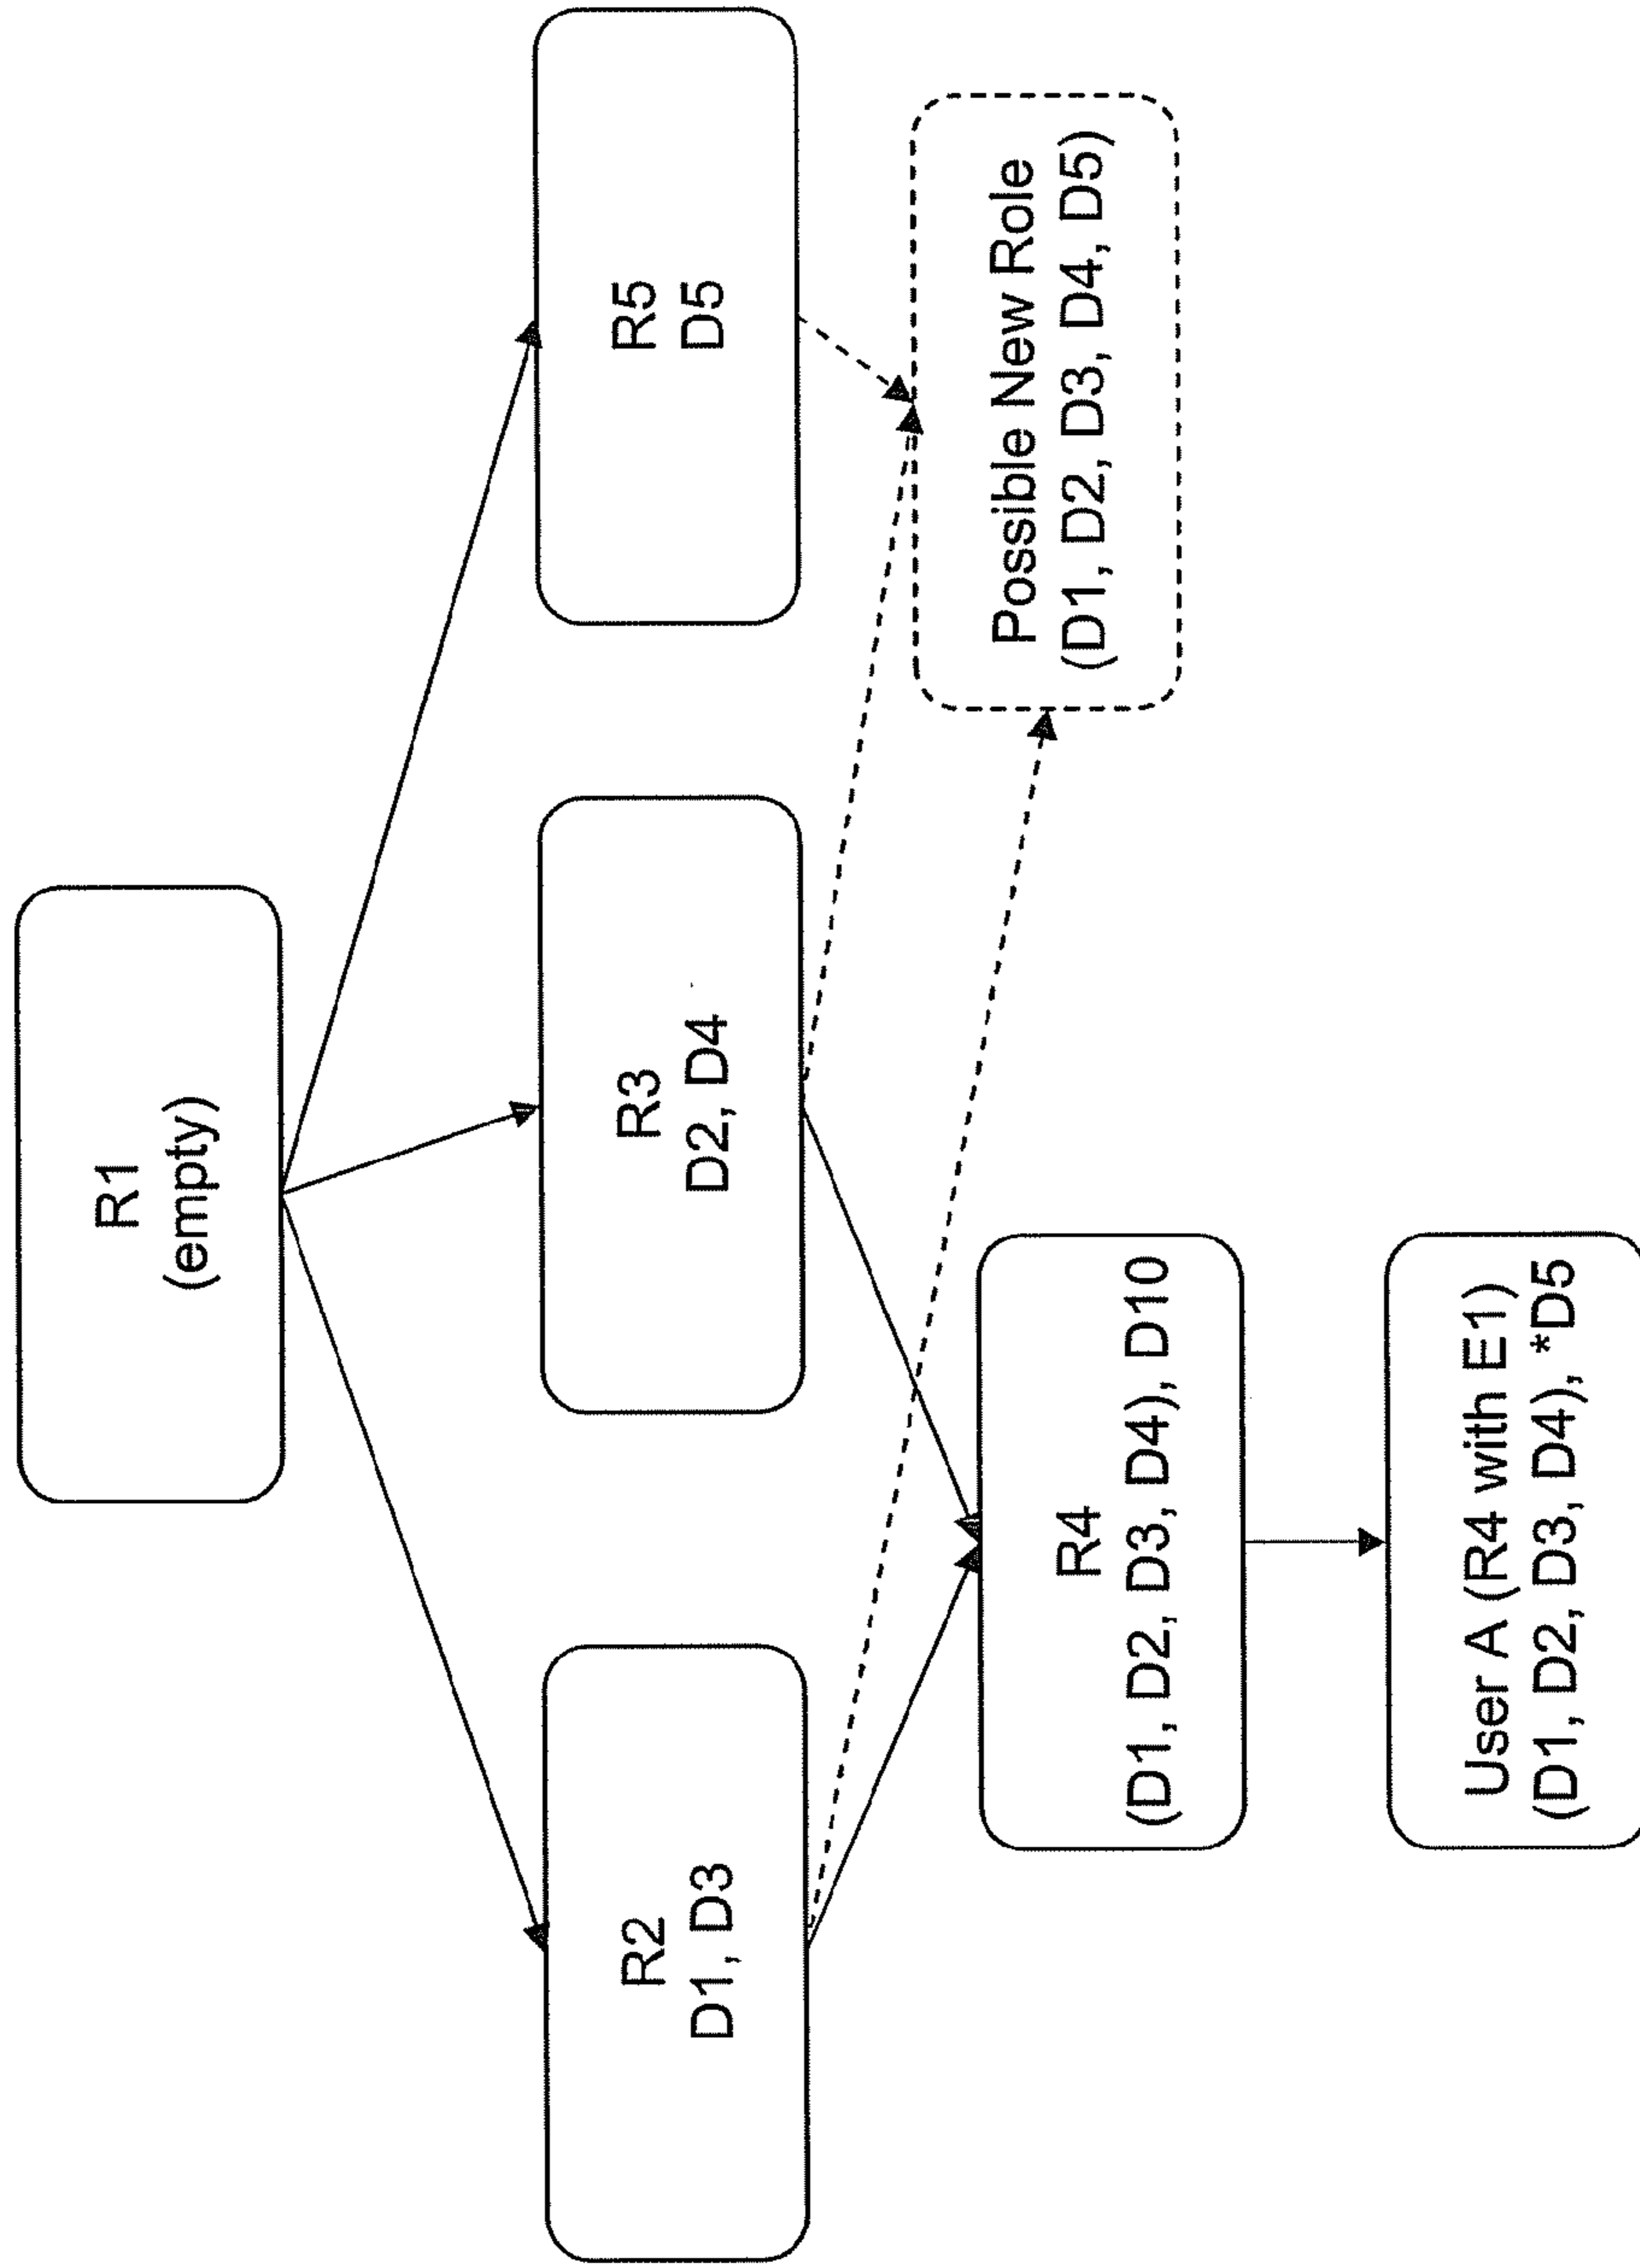 R1
(empty)
R2
D1, D3
R3
D2, D4
R5
D5
R4
(D1, D2, D3, D4), D10
Possible New Role
(D1, D2, D3, D4, D5)
User A (R4 with E1)
(D1, D2, D3, D4), *D5